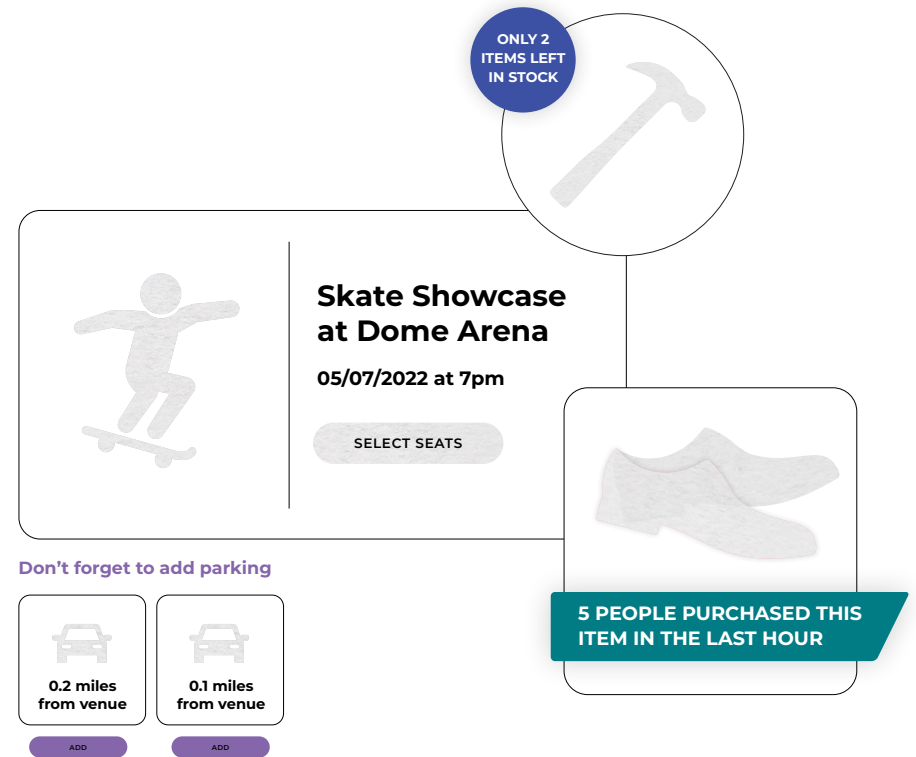 ONLY 2
ITEMS LEFT
IN STOCK
Skate Showcase
at Dome Arena
05/07/2022 at 7pm
SELECT SEATS
5 PEOPLE PURCHASED THIS
ITEM IN THE LAST HOUR
Don’t forget to add parking
0.2 miles
from venue
ADD
0.1 miles
from venue
ADD